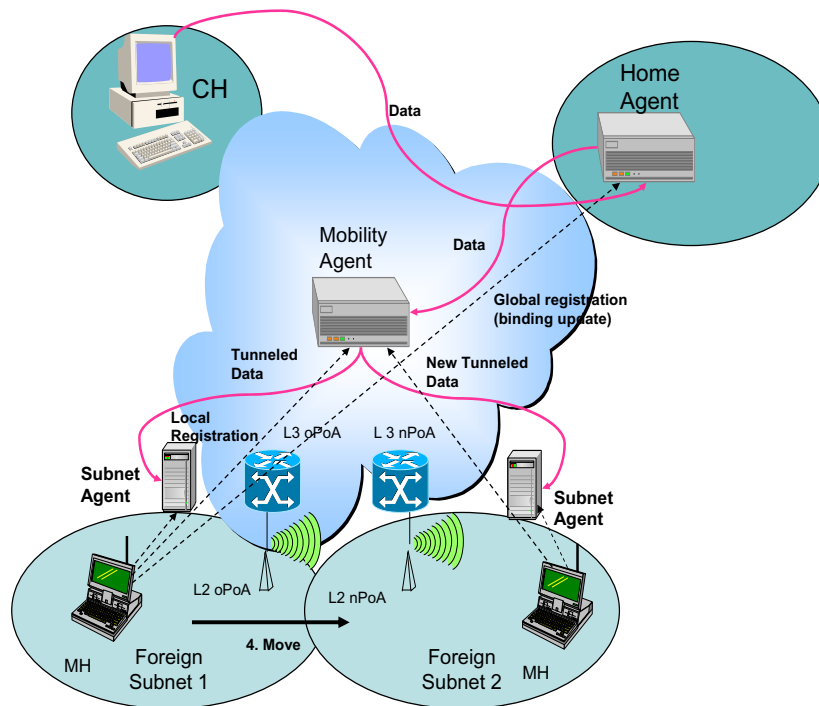 CH
Home
Agent
Data
Mobility
Agent
Data
Global registration
(binding update)
Tunneled
Data
New Tunneled
Data
Local
Registration
L3 oPoA
L 3 nPoA
Subnet
Agent
Subnet
Agent
L2 oPoA
L2 nPoA
4. Move
MH
Foreign
Subnet 1
Foreign
Subnet 2
MH